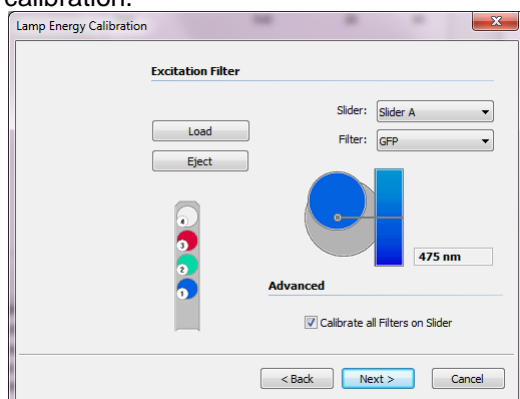 calibration.
Lamp Energy Calibration
Excitation Filter
Slider: Slider A
Load
Filter: GFP
Eject
4
3
2
1
475 nm
Advanced
Calibrate all Filters on Slider
< Back Next > Cancel